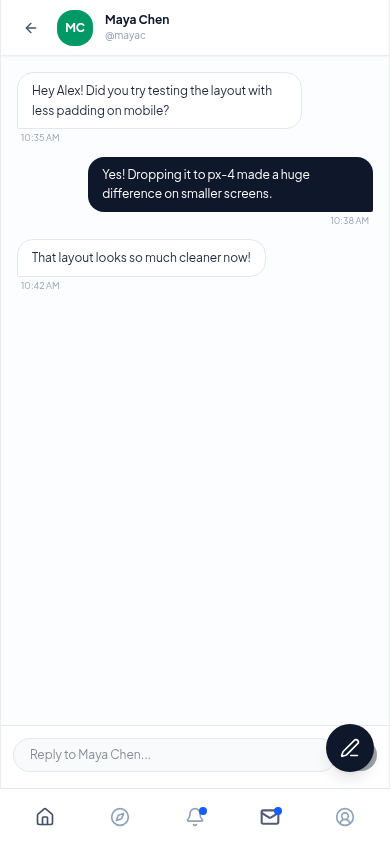 MC
Maya Chen
@mayac
Hey Alex! Did you try testing the layout with
less padding on mobile?
10:35 AM
Yes! Dropping it to px-4 made a huge
difference on smaller screens.
10:38 AM
That layout looks so much cleaner now!
10:42 AM
Reply to Maya Chen...